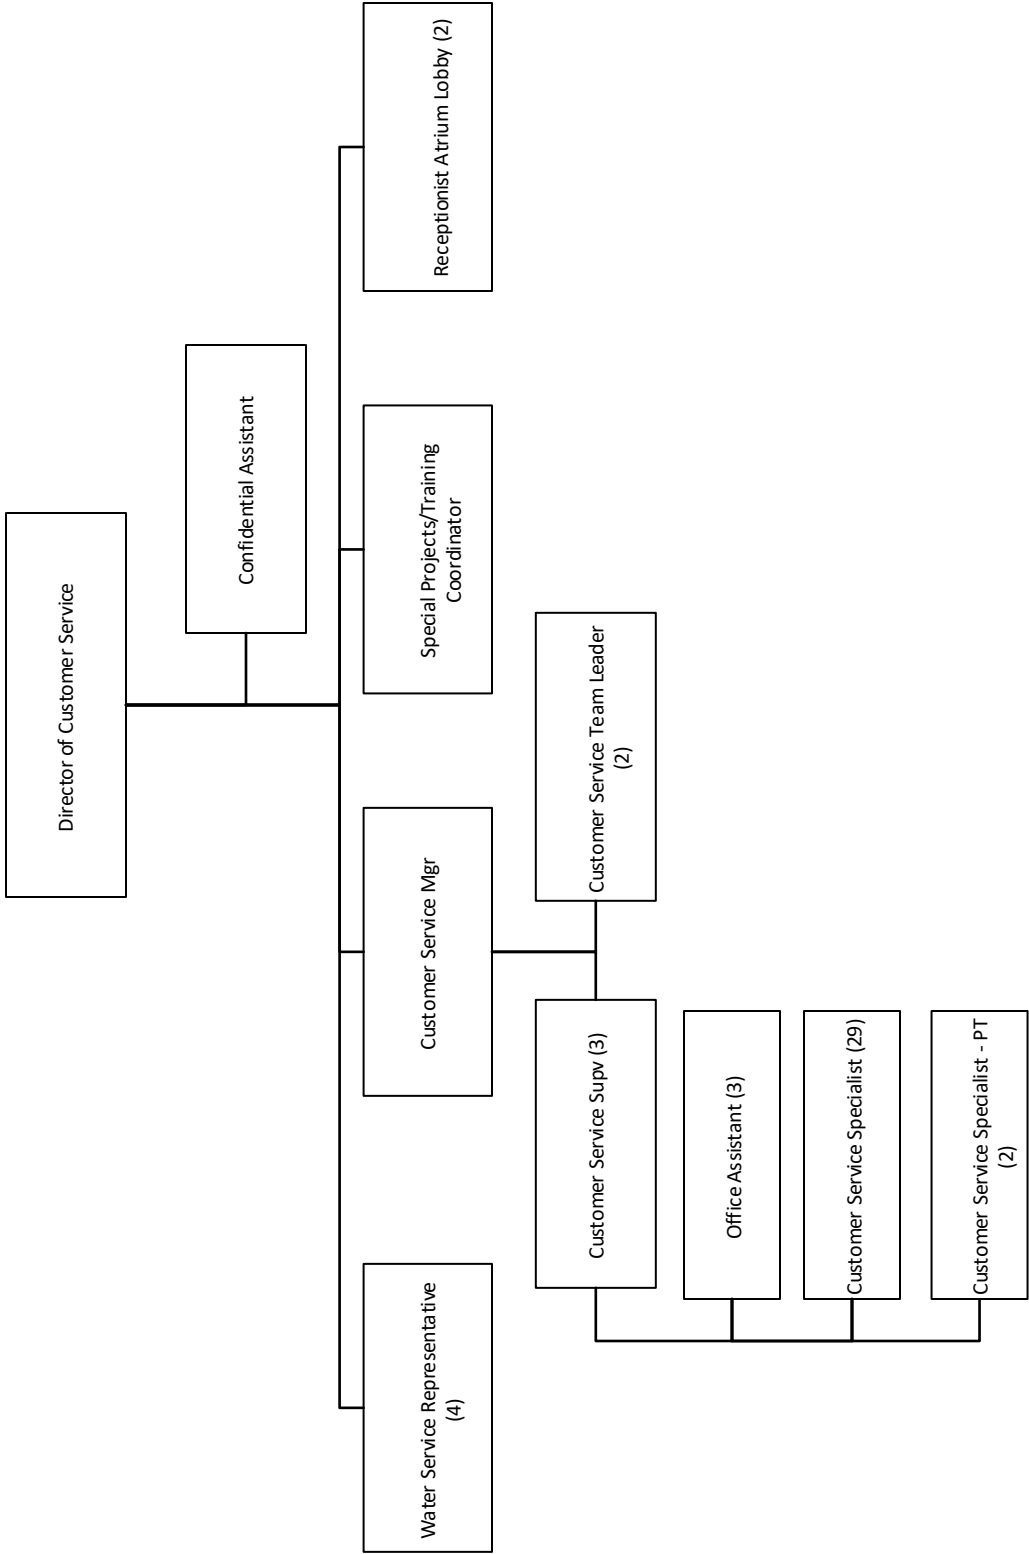 Director of Customer Service
Confidential Assistant
Water Service Representative
(4)
Customer Service Mgr
Special Projects/Training
Coordinator
Receptionist Atrium Lobby (2)
Customer Service Supv (3)
Customer Service Team Leader
(2)
Office Assistant (3)
Customer Service Specialist (29)
Customer Service Specialist - PT
(2)